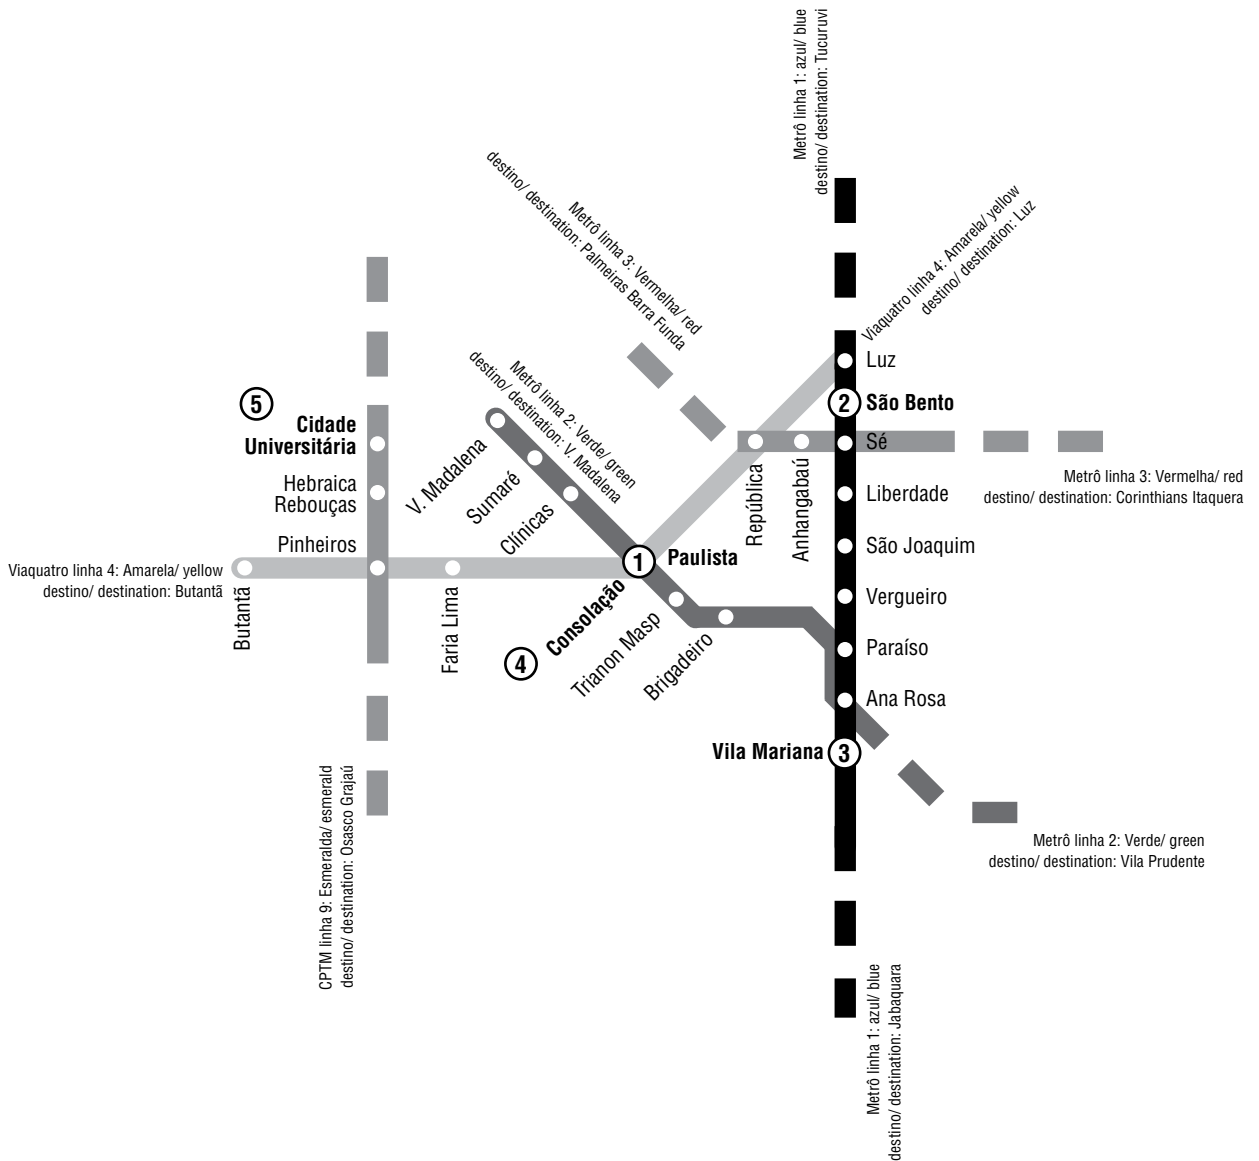 Metrô linha 1: azul/ blue
destino/ destination: Tucuruvi
Metrô linha 3: Vermelha/ red
destino/ destination: Palmeiras Barra Funda
Viaquatro linha 4: Amarela/ yellow
destino/ destination: Luz
Metrô linha 2: Verde/ green
destino/ destination: V. Madalena
Luz
2
São Bento
5
Cidade
Universitária
Sé
Hebraica
Rebouças
V. Madalena
Sumaré
Clínicas
República
Anhangabaú
Metrô linha 3: Vermelha/ red
destino/ destination: Corinthians Itaquera
Liberdade
São Joaquim
Pinheiros
1
Paulista
Viaquatro linha 4: Amarela/ yellow
destino/ destination: Butantã
Butantã
Faria Lima
4
Consolação
Trianon Masp
Brigadeiro
Vergueiro
Paraíso
Ana Rosa
Vila Mariana
3
Metrô linha 2: Verde/ green
destino/ destination: Vila Prudente
CPTM linha 9: Esmeralda/ esmerald
destino/ destination: Osasco Grajaú
Metrô linha 1: azul/ blue
destino/ destination: Jabaquara